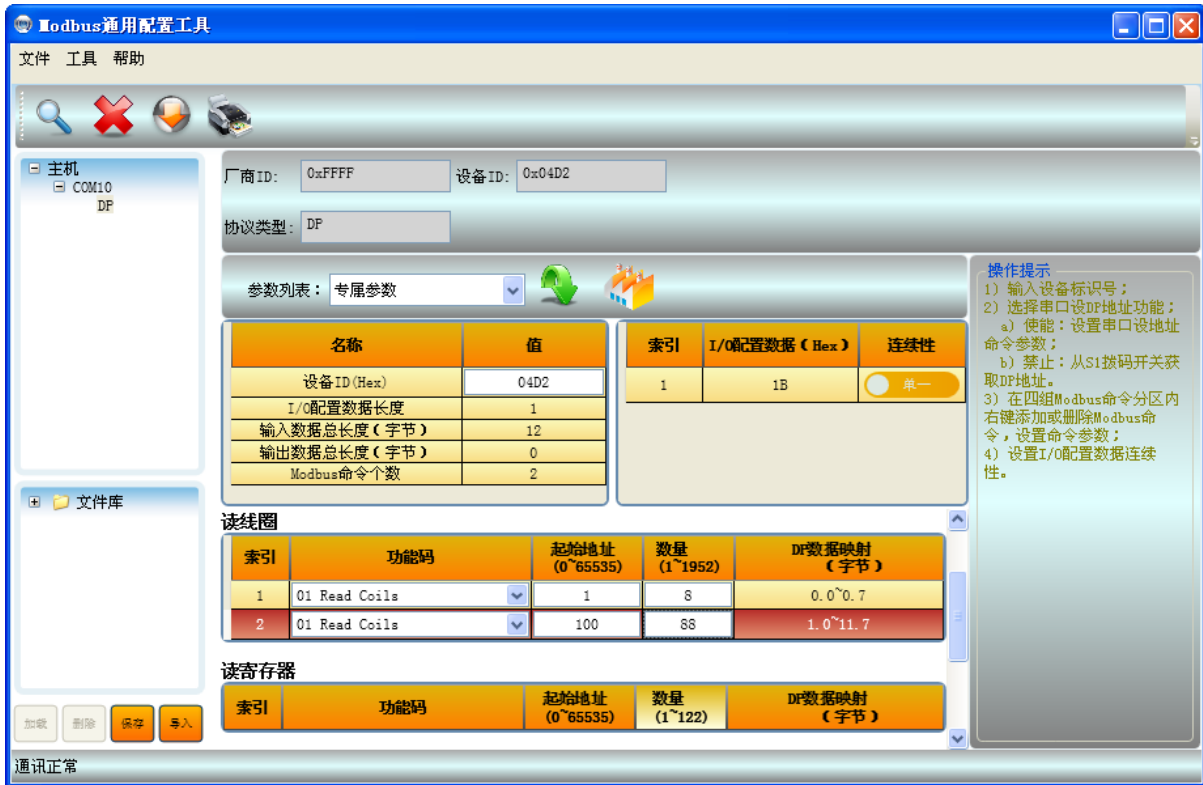 Modbus通用配置工具
文件 工具 帮助
主机
COM10
DP
厂商ID: 0xFFFF 设备ID: 0x04D2
协议类型: DP
参数列表: 专属参数
名称 值
设备ID(Hex) 04D2
I/O配置数据长度 1
输入数据总长度(字节) 12
输出数据总长度(字节) 0
Modbus命令个数 2
索引 I/O配置数据(Hex) 连续性
1 1B 单一
操作提示
1) 输入设备标识号;
2) 选择串口设DP地址功能;
a) 使能:设置串口设地址
命令参数;
b) 禁止:从S1拨码开关获
取DP地址。
3) 在四组Modbus命令分区内
右键添加或删除Modbus命
令,设置命令参数;
4) 设置I/O配置数据连续
性。
文件库
读线圈
索引 功能码 起始地址 (0~65535) 数量 (1~1952) DP数据映射 (字节)
1 01 Read Coils 1 8 0.0~0.7
2 01 Read Coils 100 88 1.0~11.7
读寄存器
索引 功能码 起始地址 (0~65535) 数量 (1~122) DP数据映射 (字节)
加载 删除 保存 导入
通讯正常